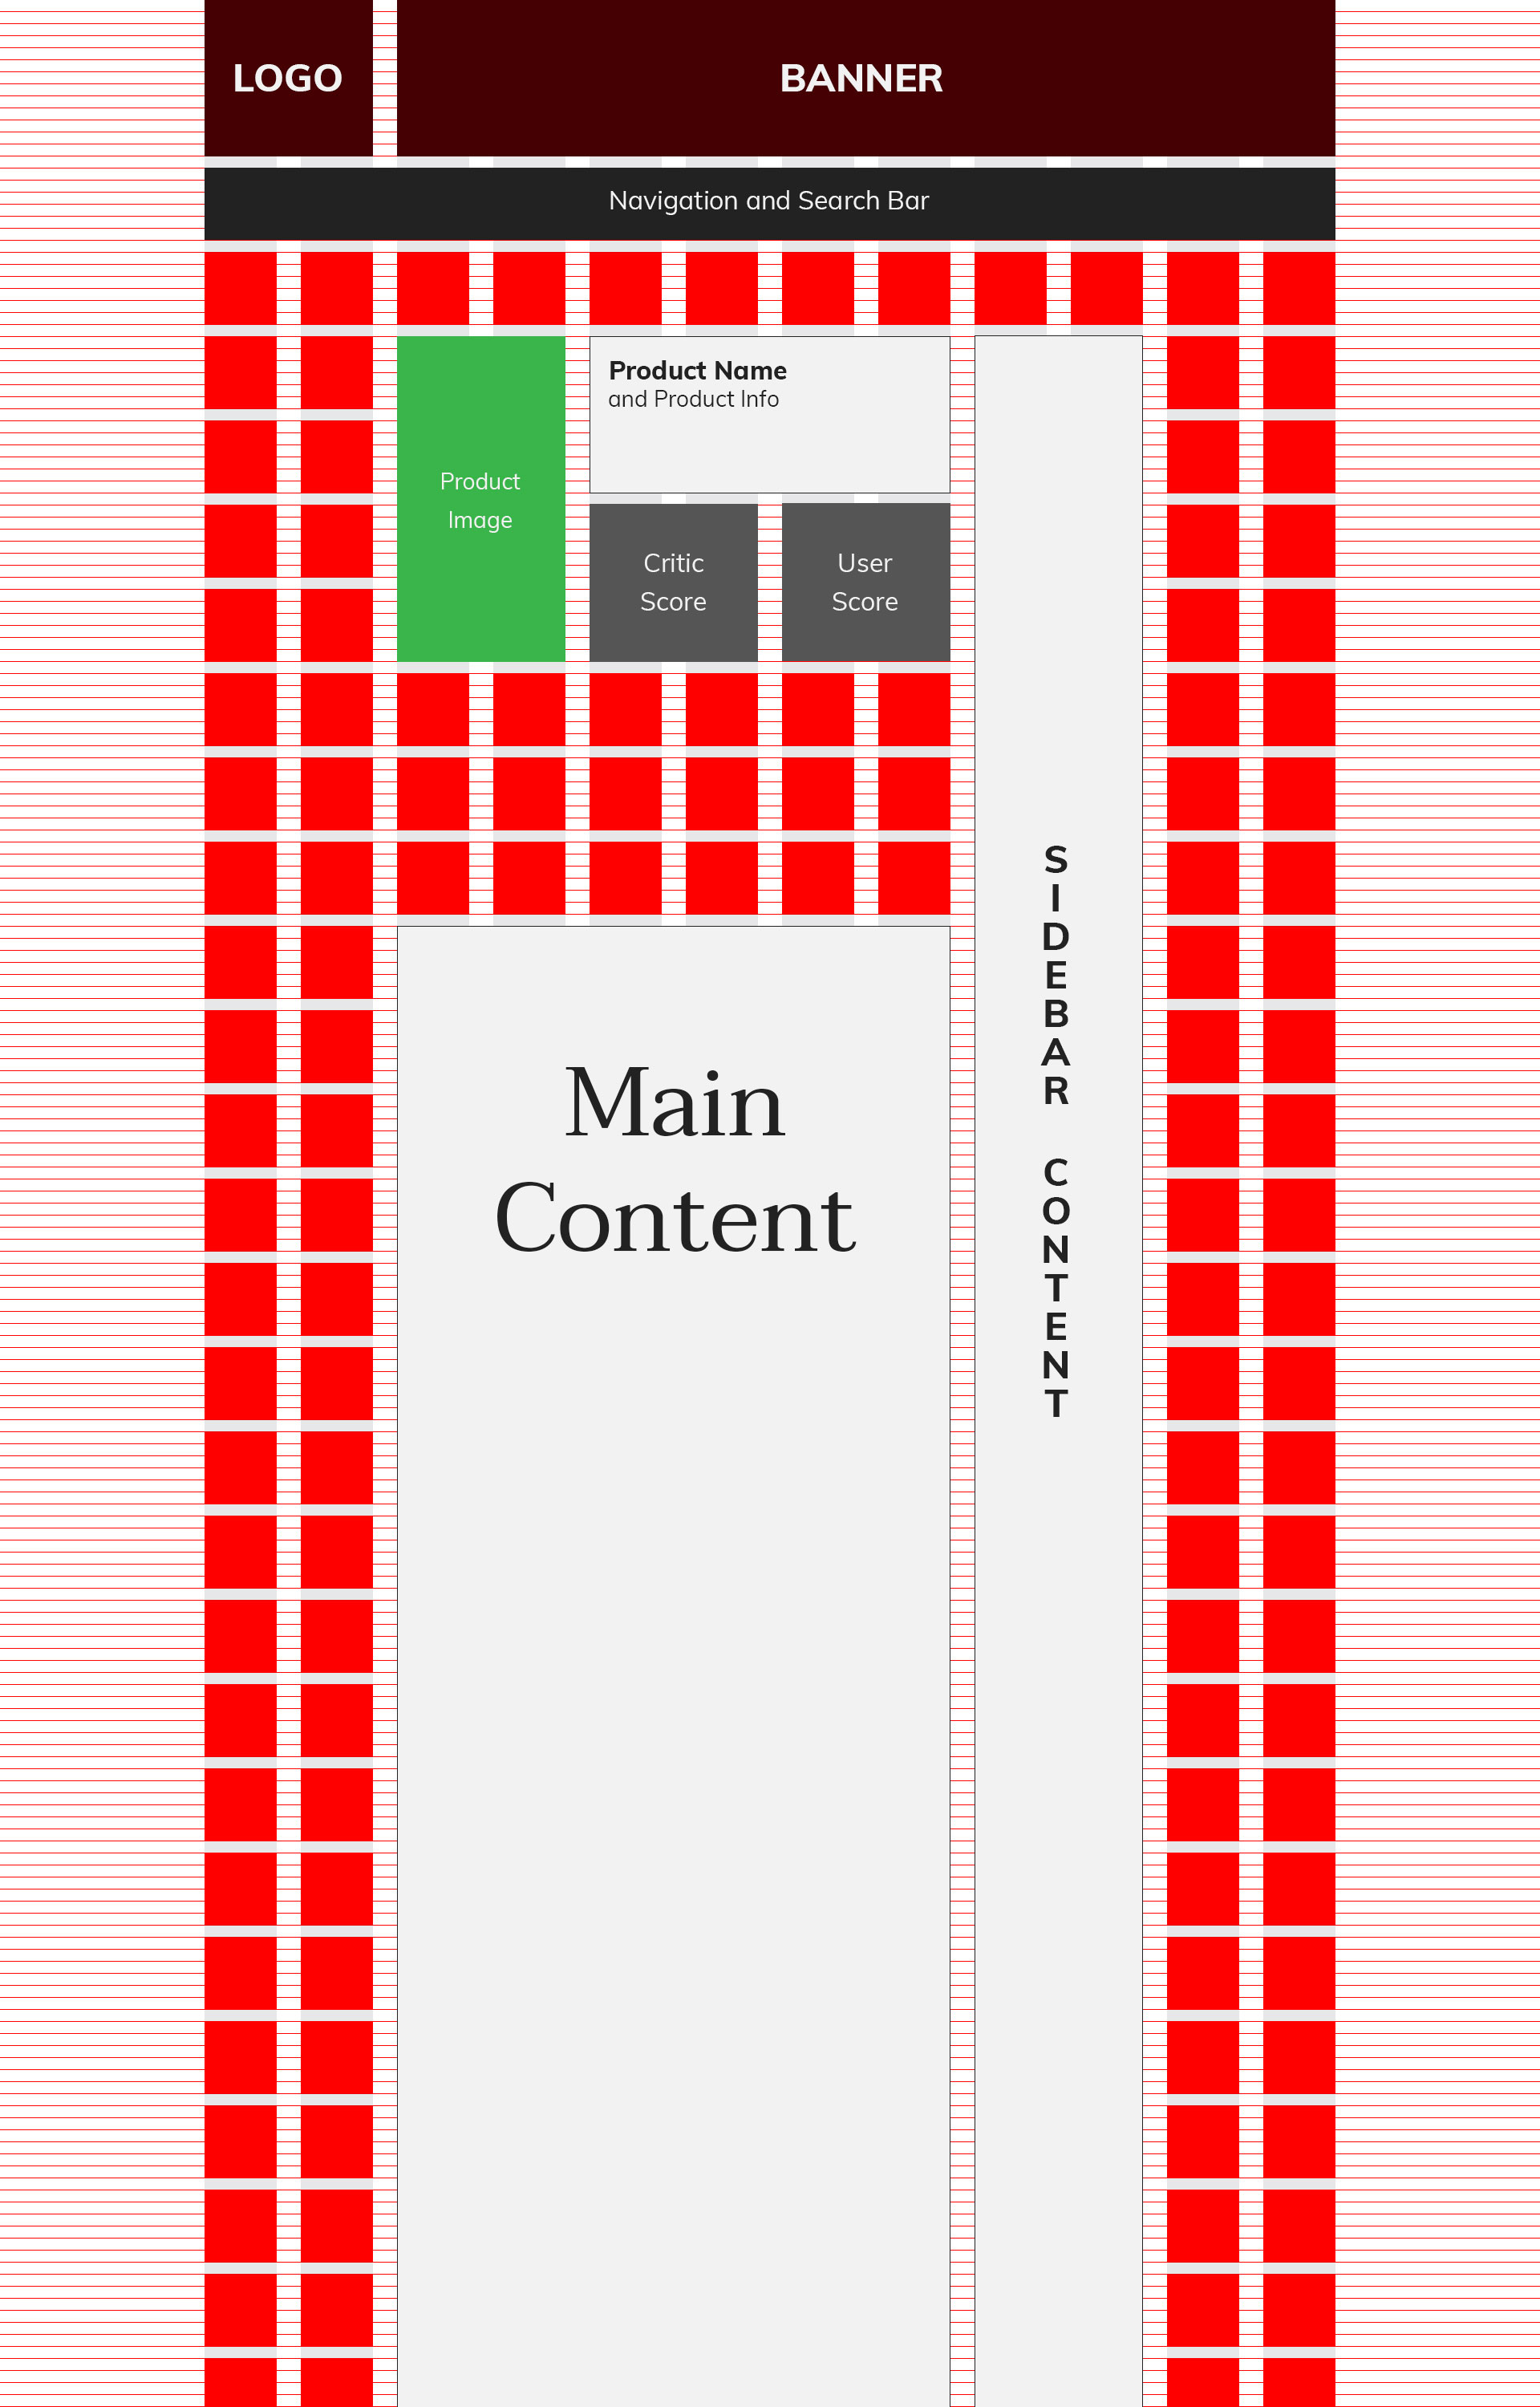 LOGO
BANNER
Navigation and Search Bar
Product Name
and Product Info
Product
Image
Critic
Score
User
Score
SIDEBAR CONTENT
Main
Content